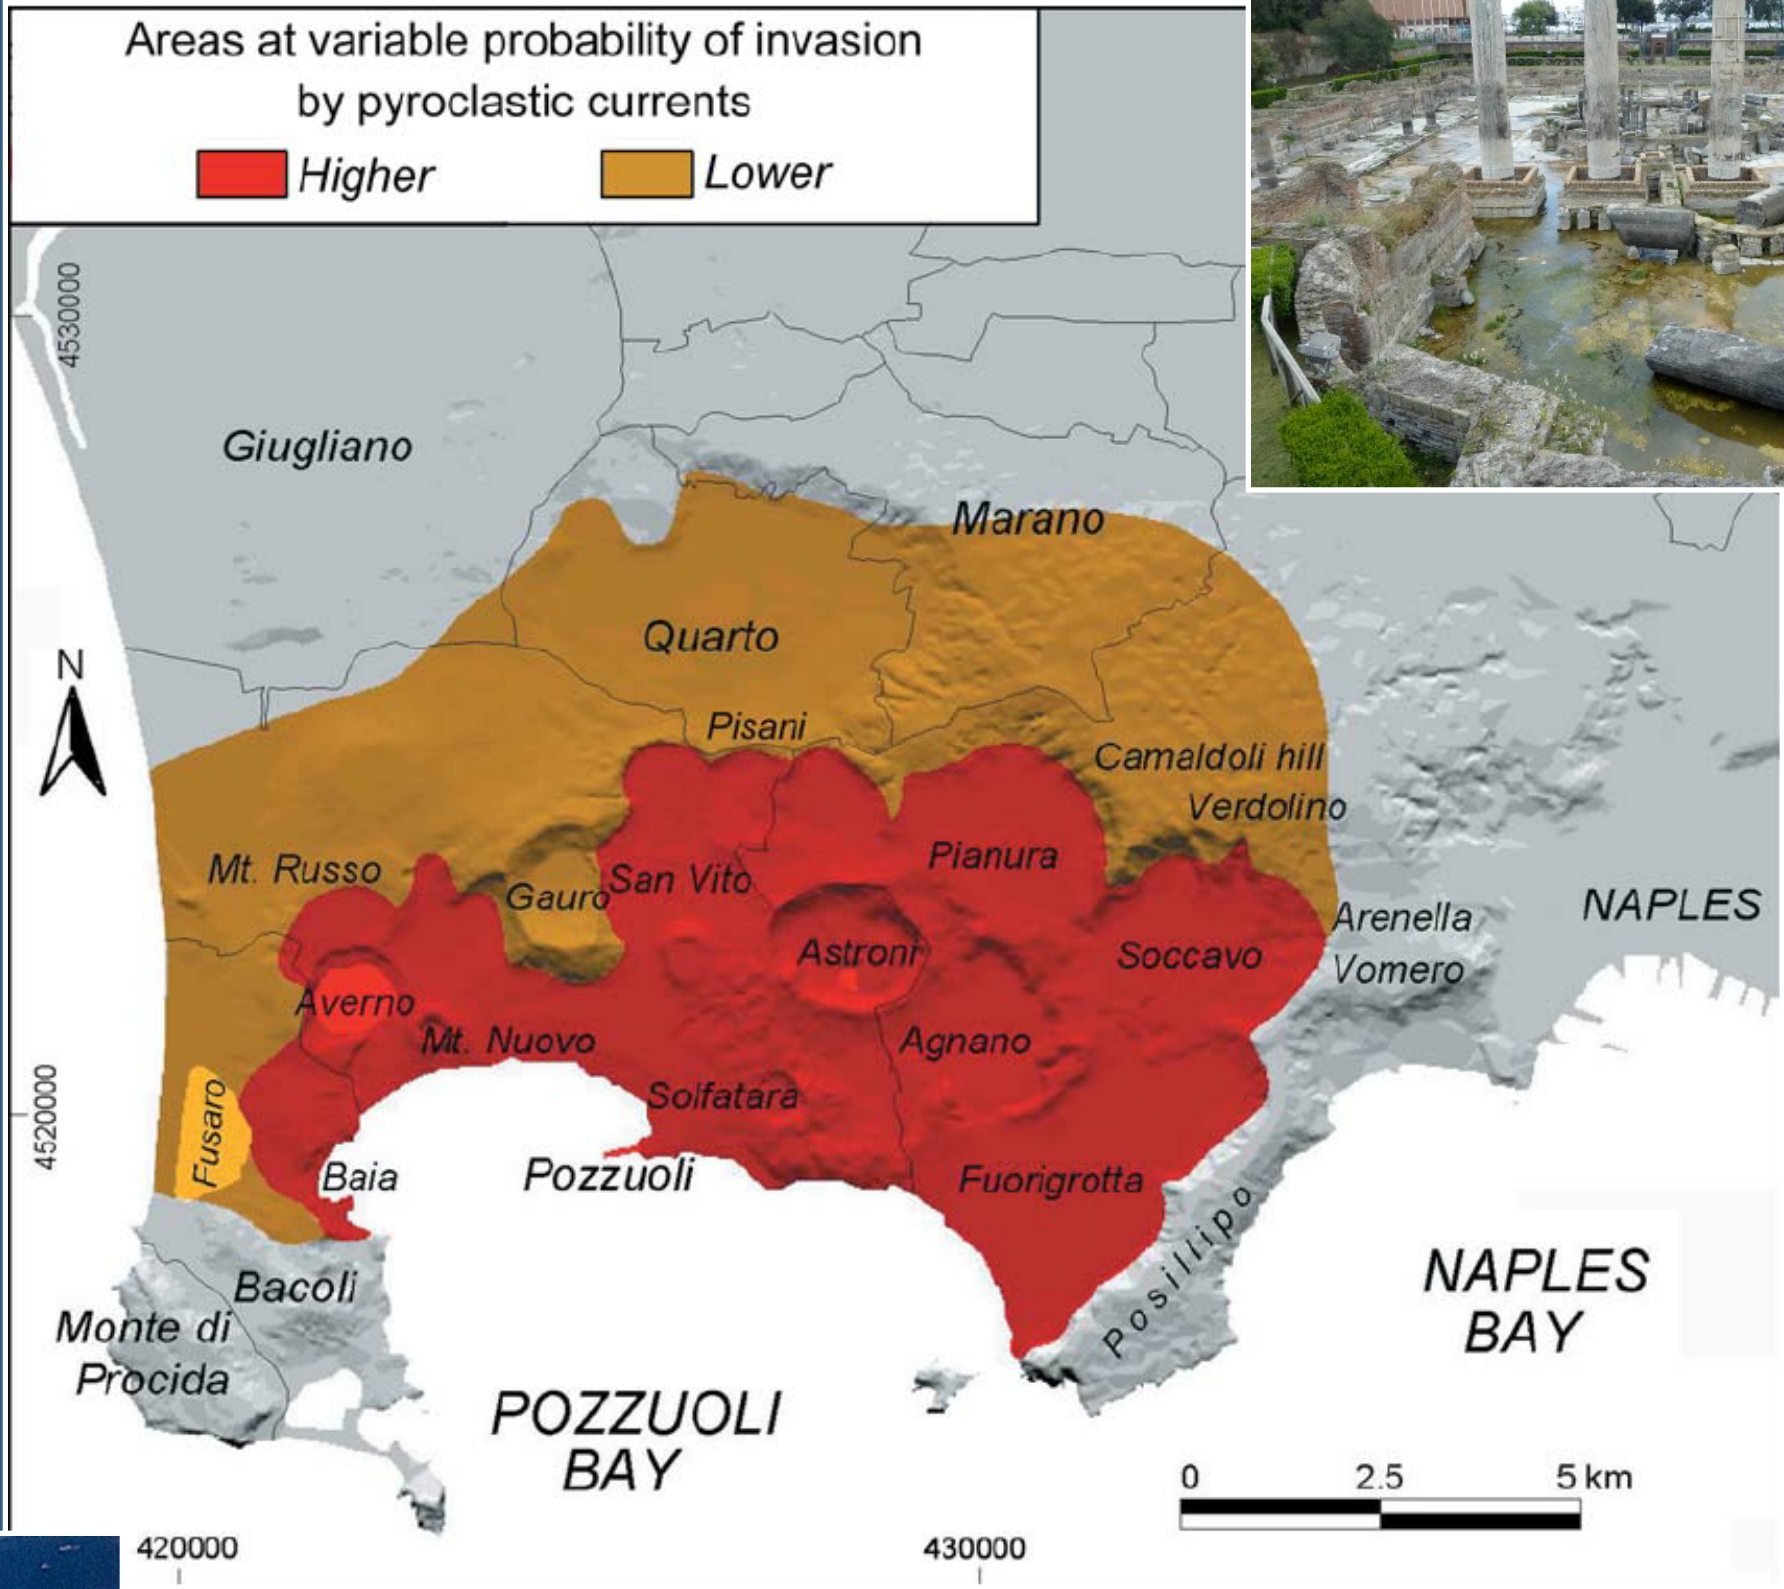 Areas at variable probability of invasion
by pyroclastic currents
Higher
Lower
4530000
Giugliano
Marano
Quarto
N
Pisani
Camaldoli hill
Verdolino
Mt. Russo
Pianura
San Vito
Gauro
NAPLES
Arenella
Vomero
Astroni
Soccavo
Averno
Mt. Nuovo
Agnano
Solfatara
4520000
Fusaro
Baia
Pozzuoli
Fuorigrotta
Posillipo
Bacoli
NAPLES
BAY
Monte di
Procida
POZZUOLI
BAY
0 2.5 5 km
420000
430000